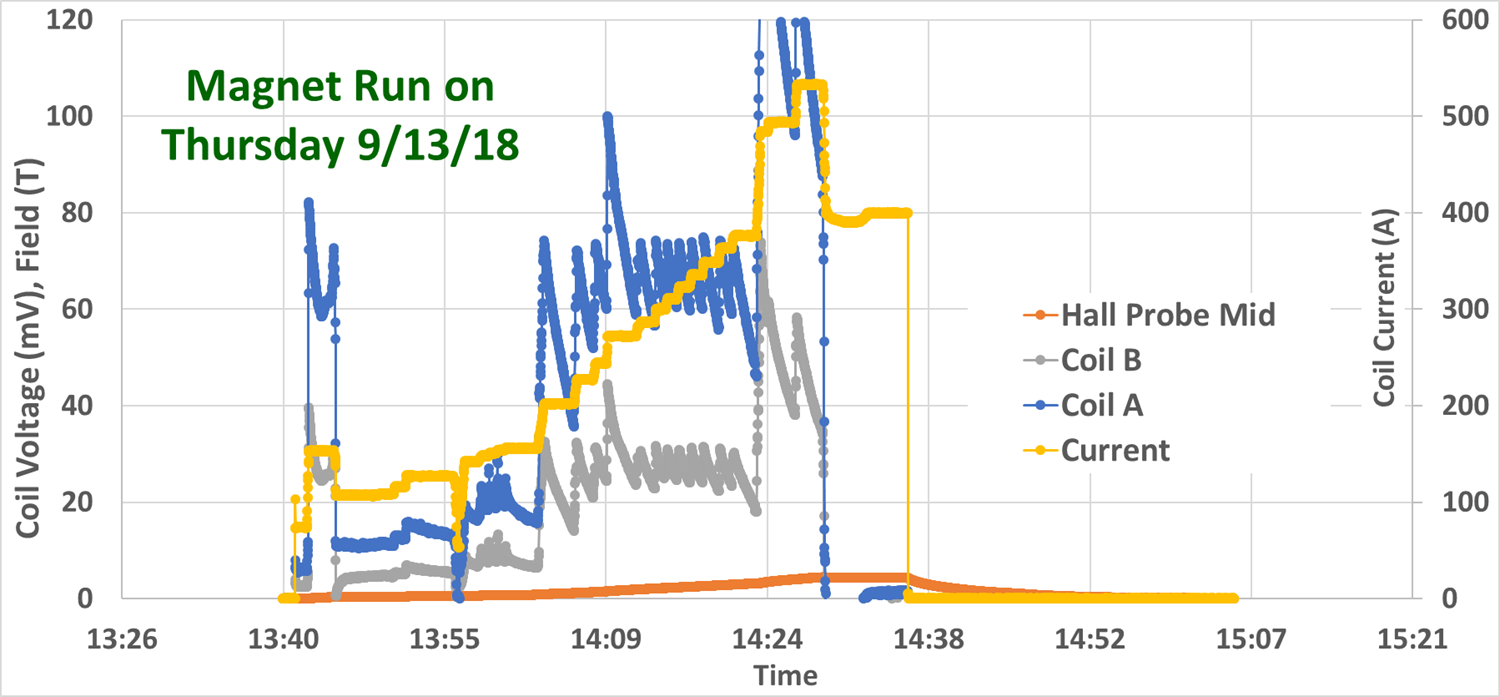 Magnet Run on
Thursday 9/13/18
Coil Voltage (mV), Field (T)
120
100
80
60
40
20
0
600
500
400
300
200
100
0
Coil Current (A)
Hall Probe Mid
Coil B
Coil A
Current
13:26 13:40 13:55 14:09 14:24 14:38 14:52 15:07 15:21
Time